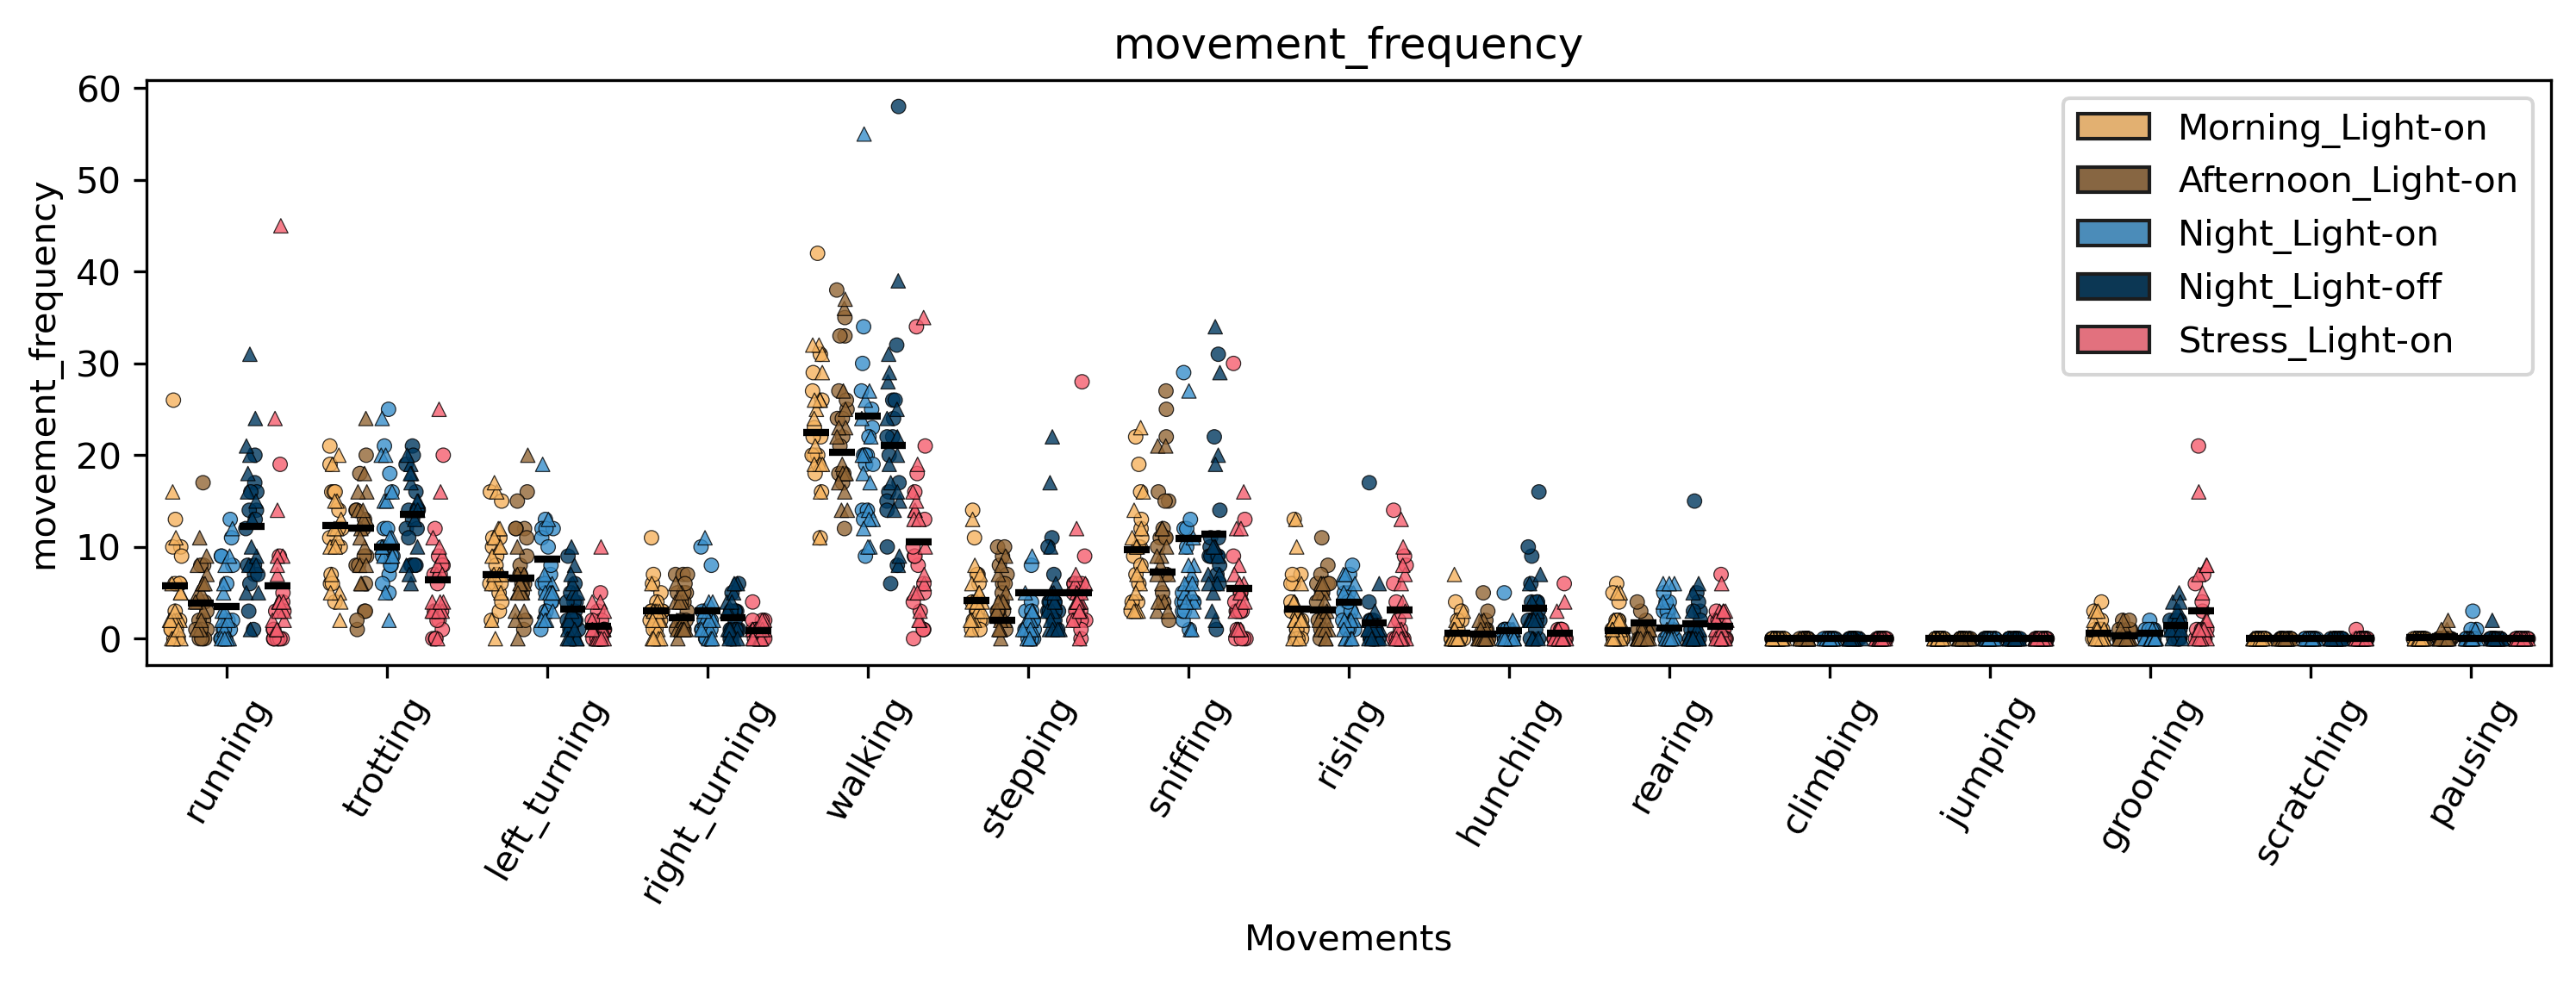 movement_frequency
movement_frequency
60
50
40
30
20
10
0
Morning_Light-on
Afternoon_Light-on
Night_Light-on
Night_Light-off
Stress_Light-on
running
trotting
left_turning
right_turning
walking
stepping
sniffing
rising
hunching
rearing
climbing
jumping
grooming
scratching
pausing
Movements